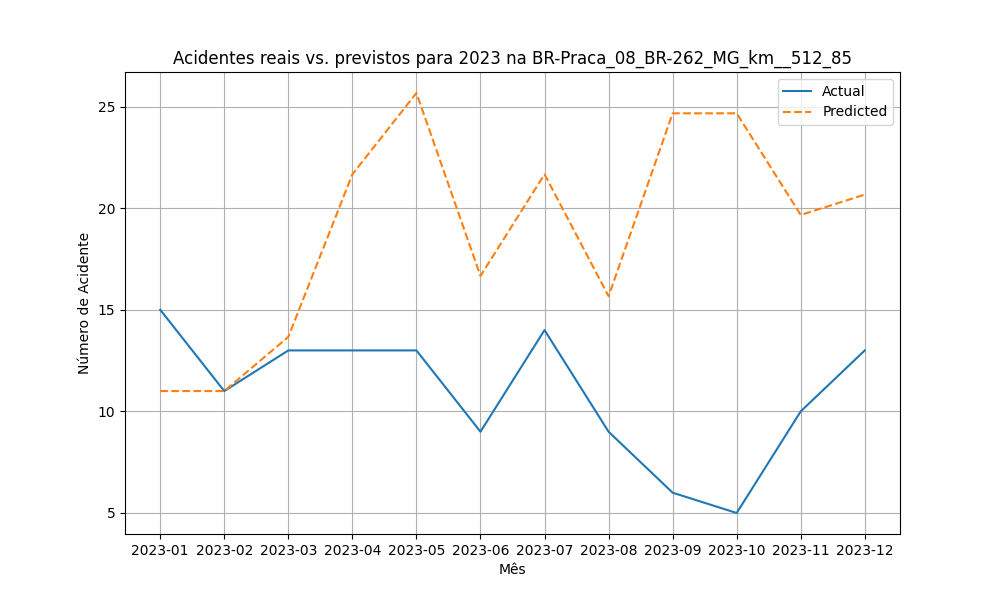 Acidentes reais vs. previstos para 2023 na BR-Praca_08_BR-262_MG_km__512_85
Actual
Predicted
Número de Acidente
25
20
15
10
5
2023-01 2023-02 2023-03 2023-04 2023-05 2023-06 2023-07 2023-08 2023-09 2023-10 2023-11 2023-12
Mês